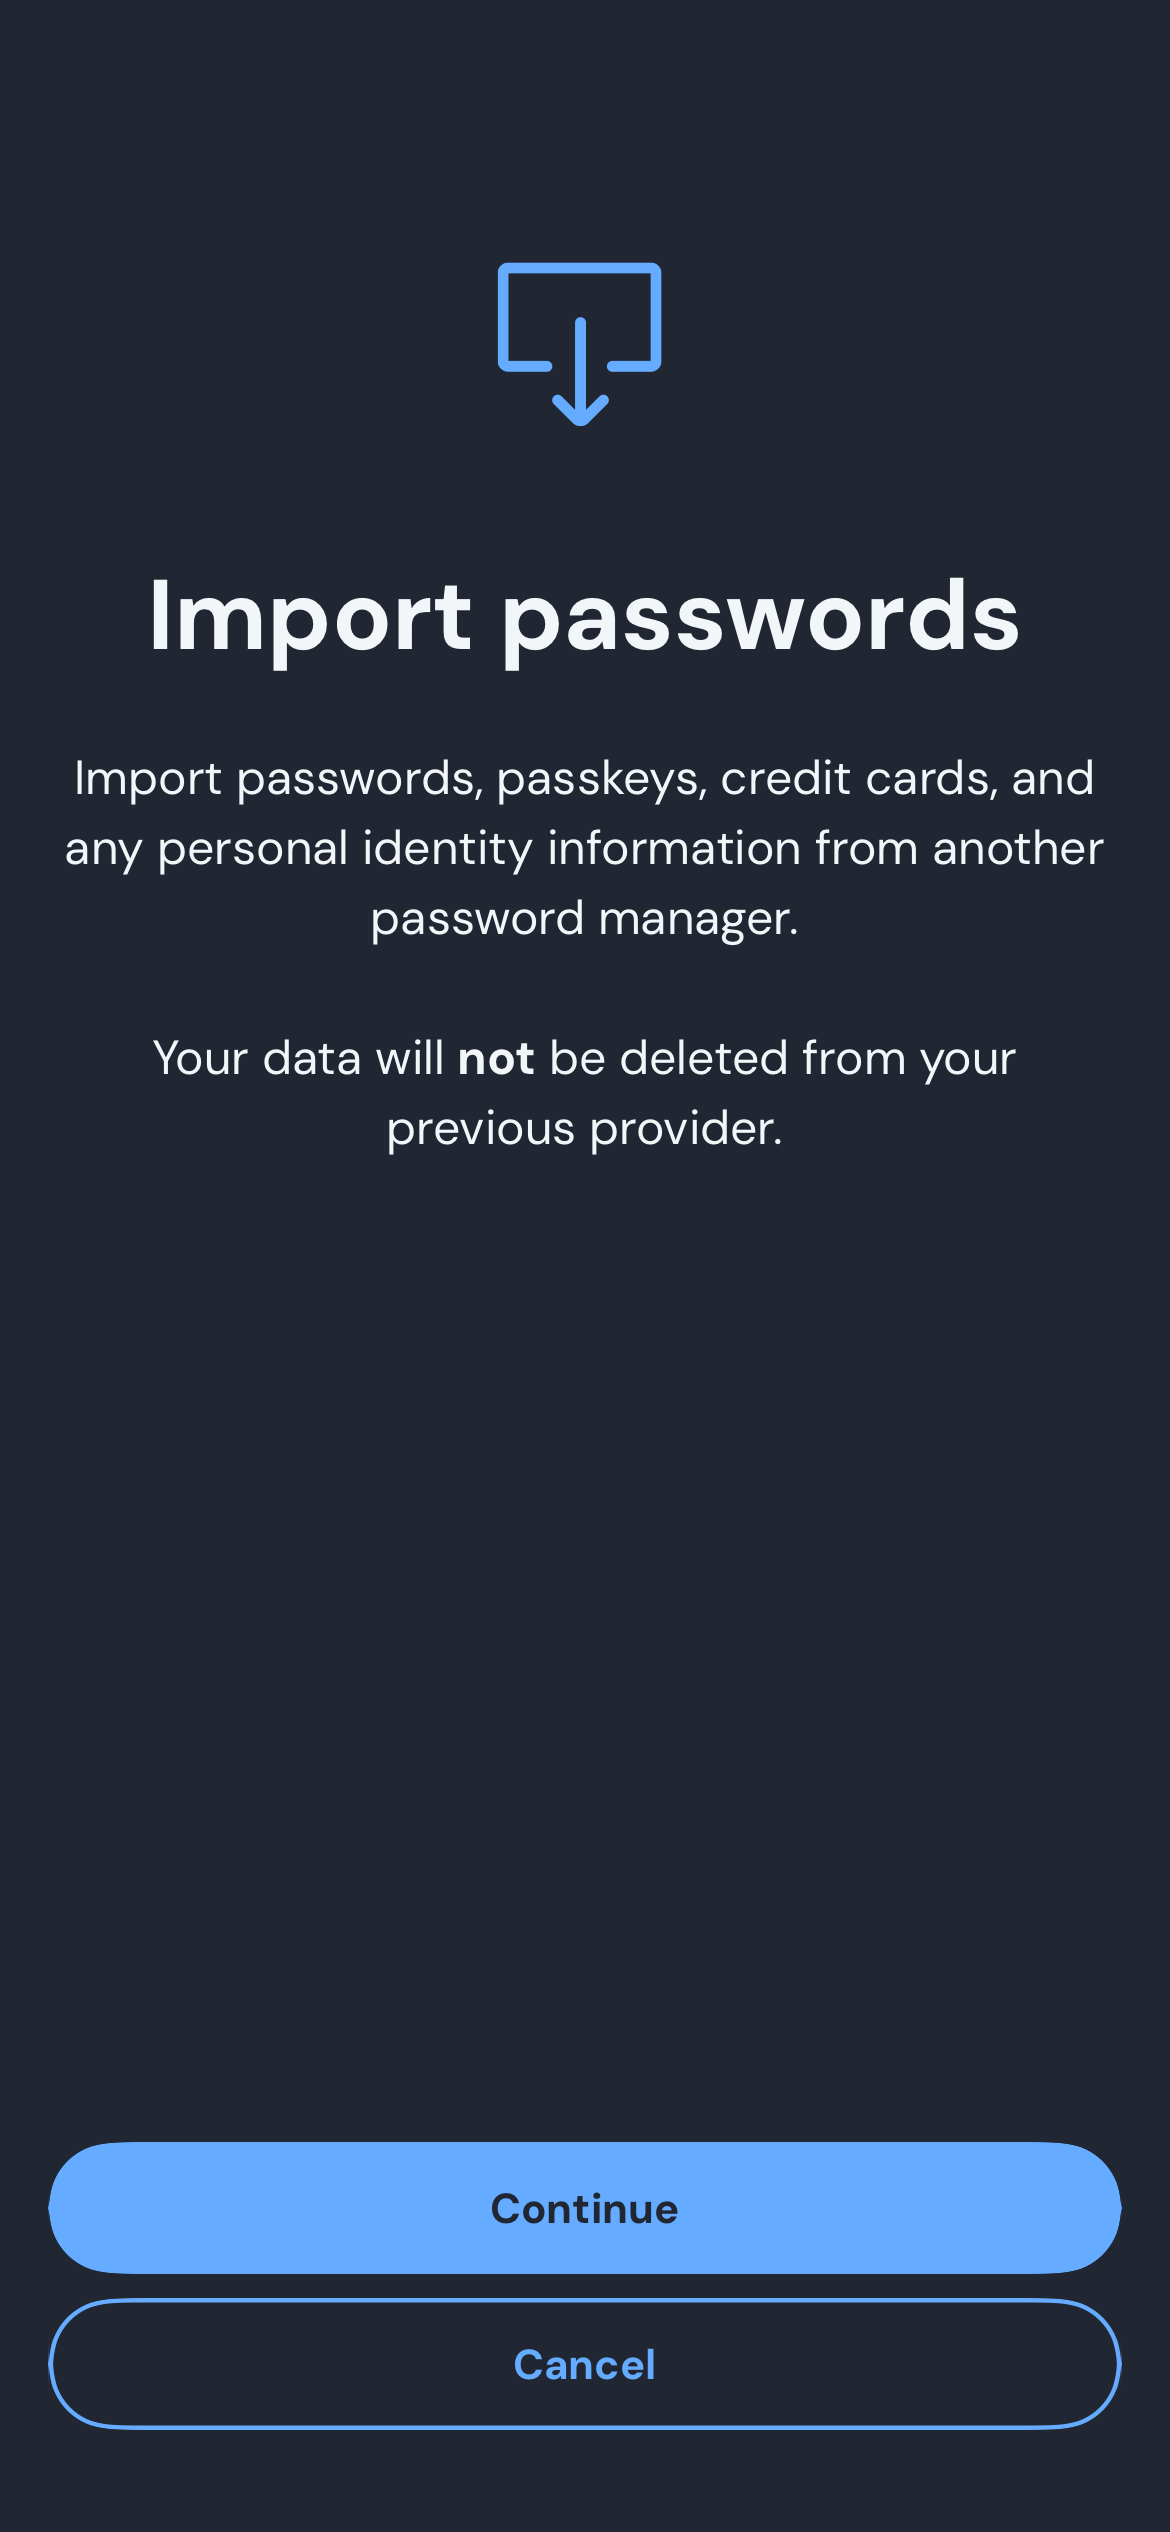 Import passwords
Import passwords, passkeys, credit cards, and
any personal identity information from another
password manager.
Your data will not be deleted from your
previous provider.
Continue
Cancel